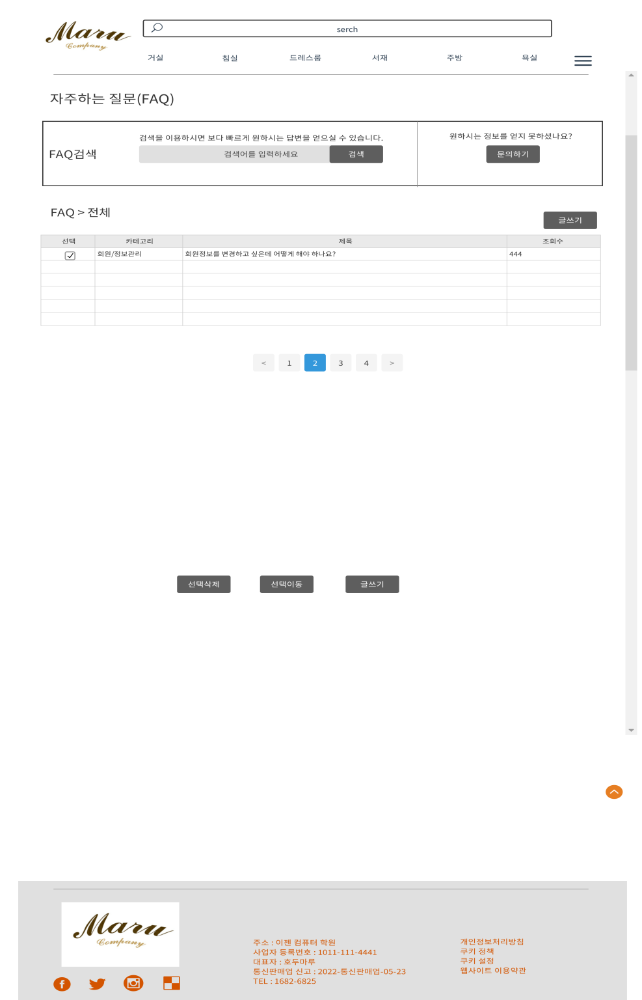 Maru
Company
serch
거실 침실 드레스룸 서재 주방 욕실
자주하는 질문(FAQ)
검색을 이용하시면 보다 빠르게 원하시는 답변을 얻으실 수 있습니다.
원하시는 정보를 얻지 못하셨나요?
FAQ검색 검색어를 입력하세요 검색 문의하기
FAQ > 전체
글쓰기
선택 카테고리 제목 조회수
회원/정보관리 회원정보를 변경하고 싶은데 어떻게 해야 하나요? 444
< 1 2 3 4 >
선택삭제 선택이동 글쓰기
Maru
Company
주소 : 이젠 컴퓨터 학원
사업자 등록번호 : 1011-111-4441
대표자 : 호두마루
통신판매업 신고 : 2022-통신판매업-05-23
TEL : 1682-6825
개인정보처리방침
쿠키 정책
쿠키 설정
웹사이트 이용약관